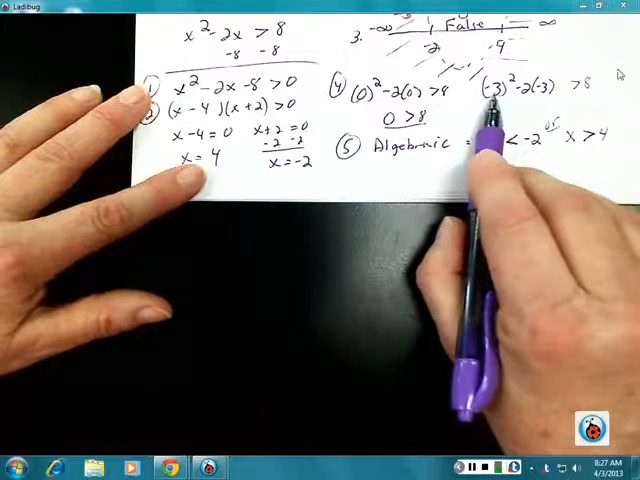 Ladibug
x² - 2x > 8
-8 -8
1 x² - 2x - 8 > 0
2 (x - 4)(x + 2) > 0
x - 4 = 0 x + 2 = 0
-2 -2
x = 4 x = -2
3. -∞ False ∞
-2 4
4 (0)² - 2(0) > 8 (-3)² - 2(-3) > 8
0 > 8
5 Algebraic = < -2 or x > 4
8:27 AM
4/3/2013